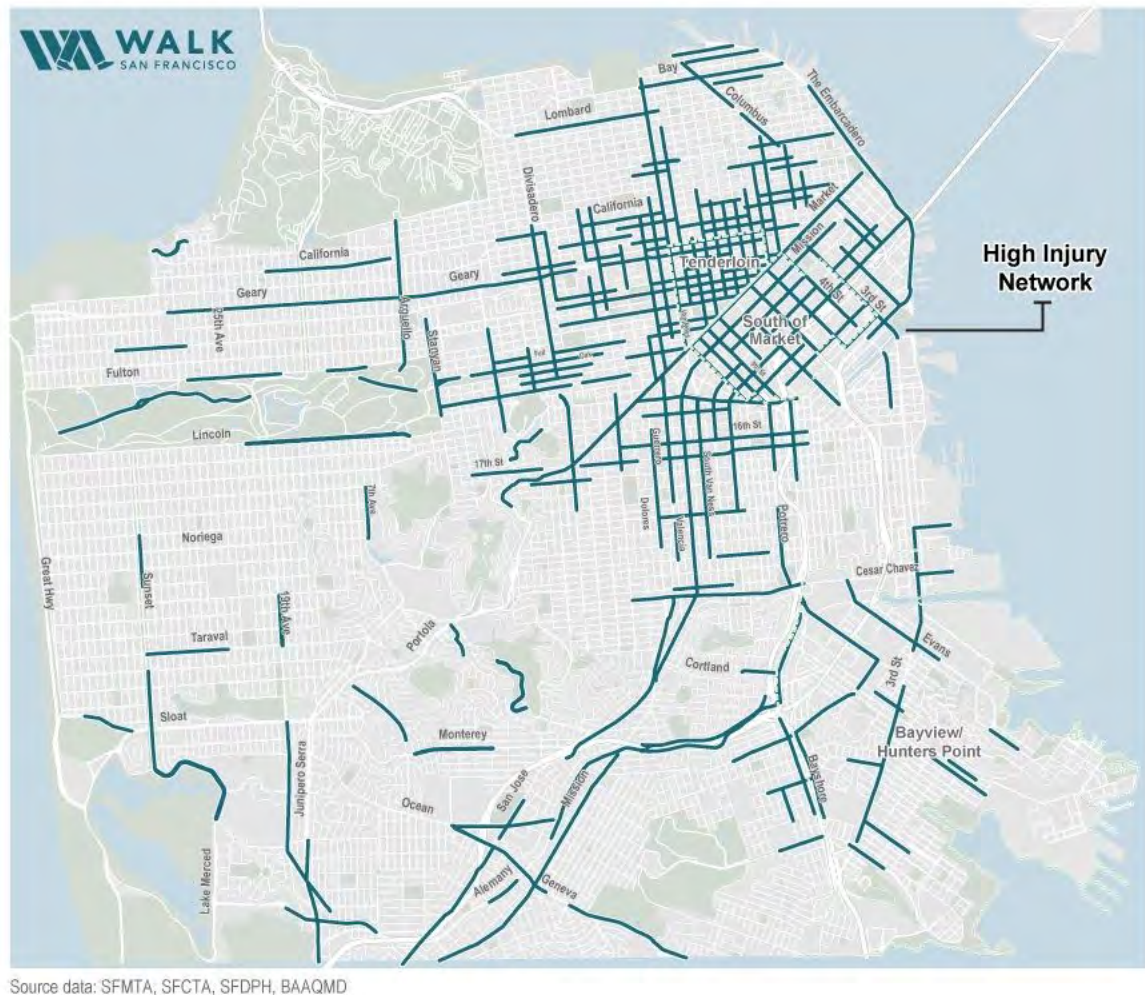 WALK
SAN FRANCISCO
Bay
The Embarcadero
Columbus
Lombard
Divisadero
California
Market
Mission
California
Tenderloin
High Injury
Network
Geary
Geary
4th St
3rd St
25th Ave
Arguello
South of
Market
Stanyan
Fulton
Lincoln
16th St
Guerrero
17th St
South Van Ness
7th Ave
Dolores
Valencia
Potrero
Noriega
Great Hwy
Sunset
Cesar Chavez
19th Ave
Taraval
Portola
Evans
Cortland
3rd St
Sloat
Monterey
Bayview/
Hunters Point
Junipero Serra
San Jose
Mission
Bayshore
Ocean
Lake Merced
Alemany
Geneva
Source data: SFMTA, SFCTA, SFDPH, BAAQMD